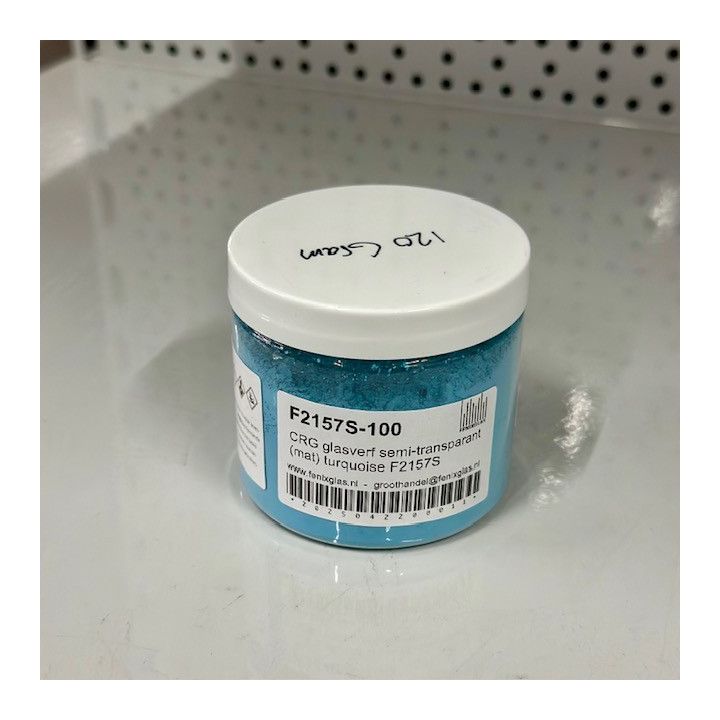 120 Gram
F2157S-100
CRG glasverf semi-transparant
(mat) turquoise F2157S
www.fenixglas.nl - groothandel@fenixglas.nl